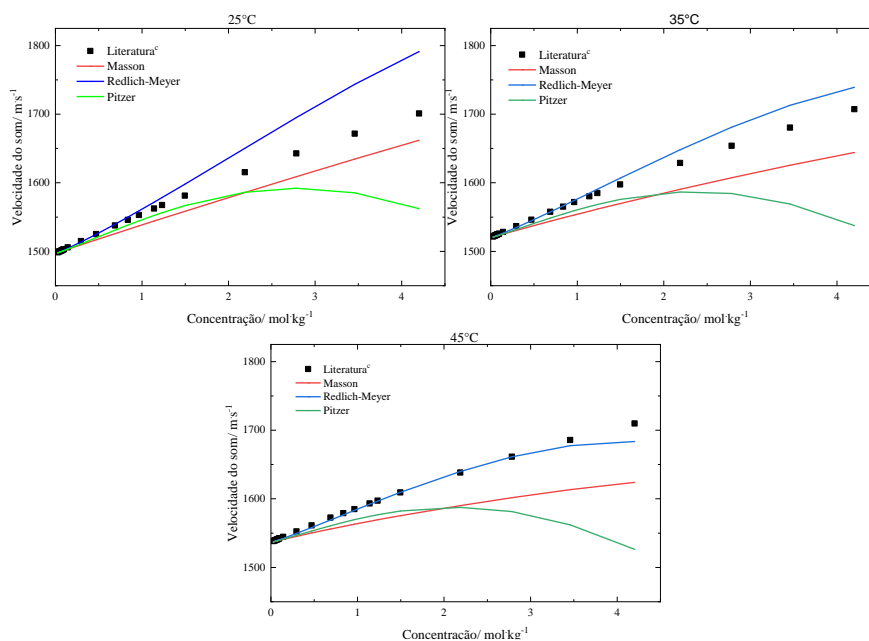 25°C
1800
1700
1600
1500
0 1 2 3 4
Velocidade do som/ m·s-1
Concentração/ mol·kg-1
Literaturac
Masson
Redlich-Meyer
Pitzer
35°C
1800
1700
1600
1500
0 1 2 3 4
Velocidade do som/ m·s-1
Concentração/ mol·kg-1
Literaturac
Masson
Redlich-Meyer
Pitzer
45°C
1800
1700
1600
1500
0 1 2 3 4
Velocidade do som/ m·s-1
Concentração/ mol·kg-1
Literaturac
Masson
Redlich-Meyer
Pitzer